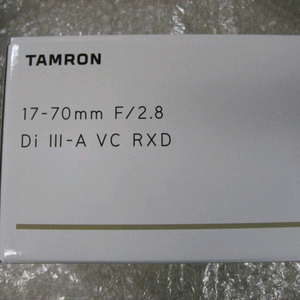 TAMRON
17-70mm F/2.8
Di III-A VC RXD